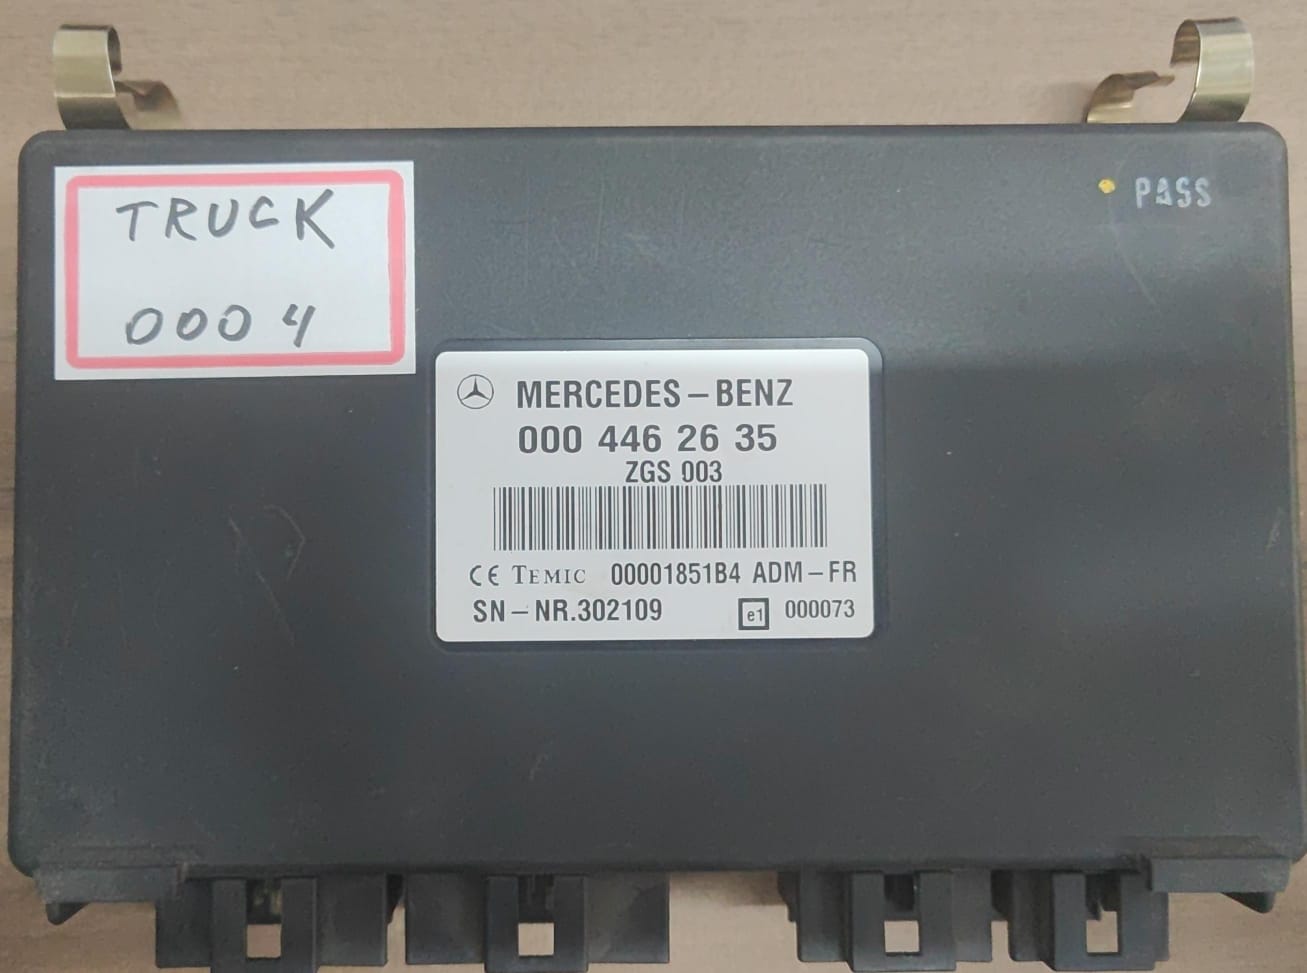 TRUCK
0004
PASS
MERCEDES-BENZ
000 446 26 35
ZGS 003
CE TEMIC 00001851B4 ADM-FR
SN-NR.302109 e1 000073